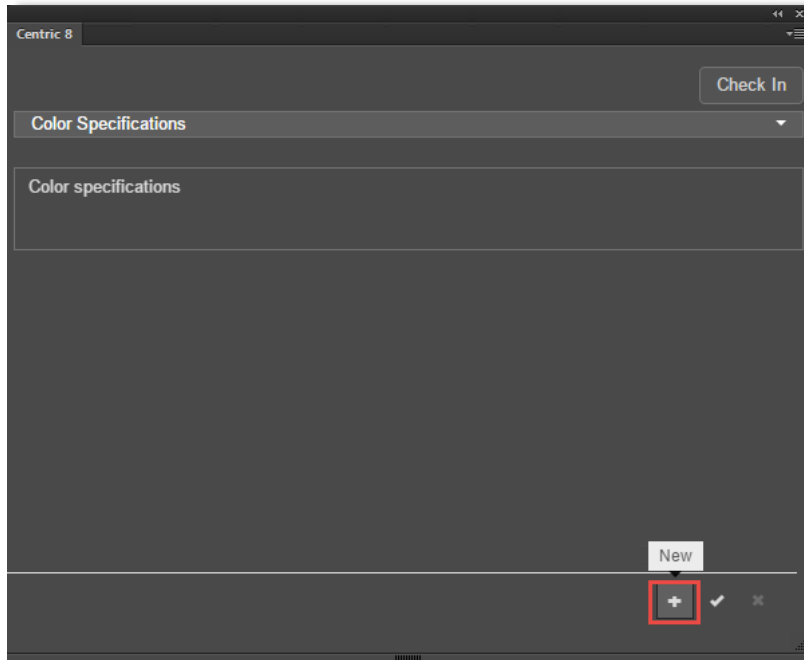 Centric 8
Check In
Color Specifications
Color specifications
New